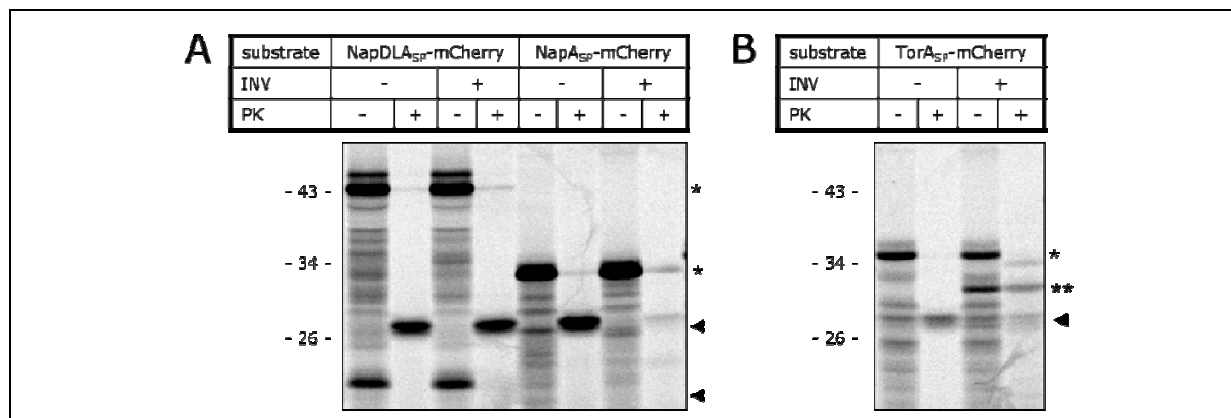 A
substrate NapDLA_SP-mCherry NapA_SP-mCherry
INV - + - +
PK - + - + - + - +
- 43 - *
- 34 - *
- 26 -
B
substrate TorA_SP-mCherry
INV - +
PK - + - +
- 43 -
- 34 - *
**
- 26 -